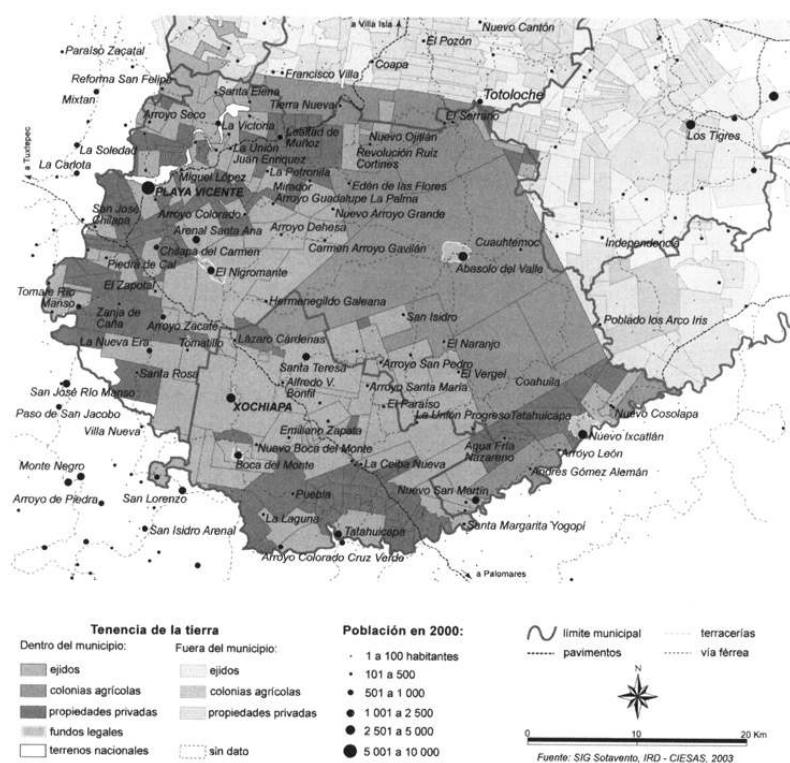 a Villa Isla
Nuevo Cantón
El Pozón
Paraíso Zacatal
Coapa
Francisco Villa
Reforma San Felipe
Santa Elena
Mixtan
Totoloche
Tierra Nueva
Arroyo Seco
El Serrano
La Victoria
Los Tigres
Nuevo Ojitlán
Muñoz
La Unión
La Soledad
Revolución Ruíz
Juan Enríquez
Cortines
a Tuxtepec
La Carlota
Miguel López
La Petronila
PLAYA VICENTE
Mirador
Edén de las Flores
Arroyo Guadalupe La Palma
San José
Chilapa
Arroyo Colorado
Nuevo Arroyo Grande
Arenal Santa Ana
Arroyo Dehesa
Chilapa del Carmen
Carmen Arroyo Gavilán
Cuauhtémoc
Independencia
Piedra de Cal
El Nigromante
Abasolo del Valle
El Zapotal
Tomate Río
Manso
Hermenegildo Galeana
Zanja de
Caña
Arroyo Zacate
San Isidro
Poblado los Arco Iris
La Nueva Era
Tomatillo
Lázaro Cárdenas
El Naranjo
Santa Teresa
Arroyo San Pedro
Santa Rosa
Alfredo V.
Bonfil
El Vergel
Coahuila
San José Río Manso
Arroyo Santa María
XOCHIAPA
El Paraíso
Paso de San Jacobo
La Unión Progreso Tatahuicapa
Nuevo Cosolapa
Villa Nueva
Emiliano Zapata
Nuevo Ixcatlán
Nuevo Boca del Monte
Agua Fría
Nazareno
Arroyo León
Monte Negro
Boca del Monte
La Ceiba Nueva
Andrés Gómez Alemán
Arroyo de Piedra
San Lorenzo
Puebla
Nuevo San Martín
La Laguna
San Isidro Arenal
Tatahuicapa
Santa Margarita Yogopi
Arroyo Colorado Cruz Verde
a Palomares
Tenencia de la tierra
Dentro del municipio:
ejidos
colonias agrícolas
propiedades privadas
fundos legales
terrenos nacionales
Fuera del municipio:
ejidos
colonias agrícolas
propiedades privadas
sin dato
Población en 2000:
1 a 100 habitantes
101 a 500
501 a 1 000
1 001 a 2 500
2 501 a 5 000
5 001 a 10 000
límite municipal
pavimentos
terracerías
vía férrea
N
0 10 20 Km
Fuente: SIG Sotavento, IRD - CIESAS, 2003